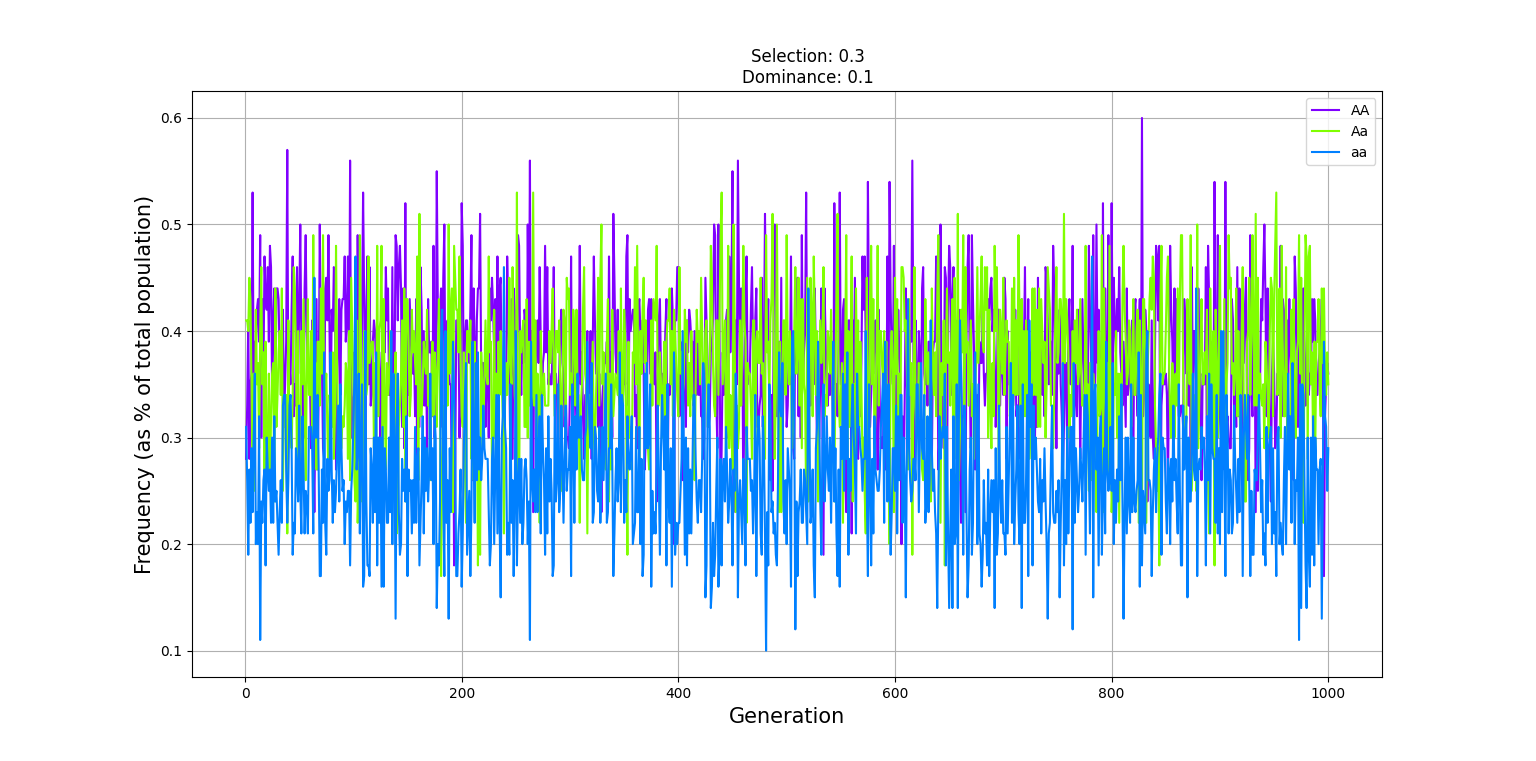 Selection: 0.3
Dominance: 0.1
AA
Aa
aa
0.6
0.5
0.4
0.3
0.2
0.1
Frequency (as % of total population)
0 200 400 600 800 1000
Generation